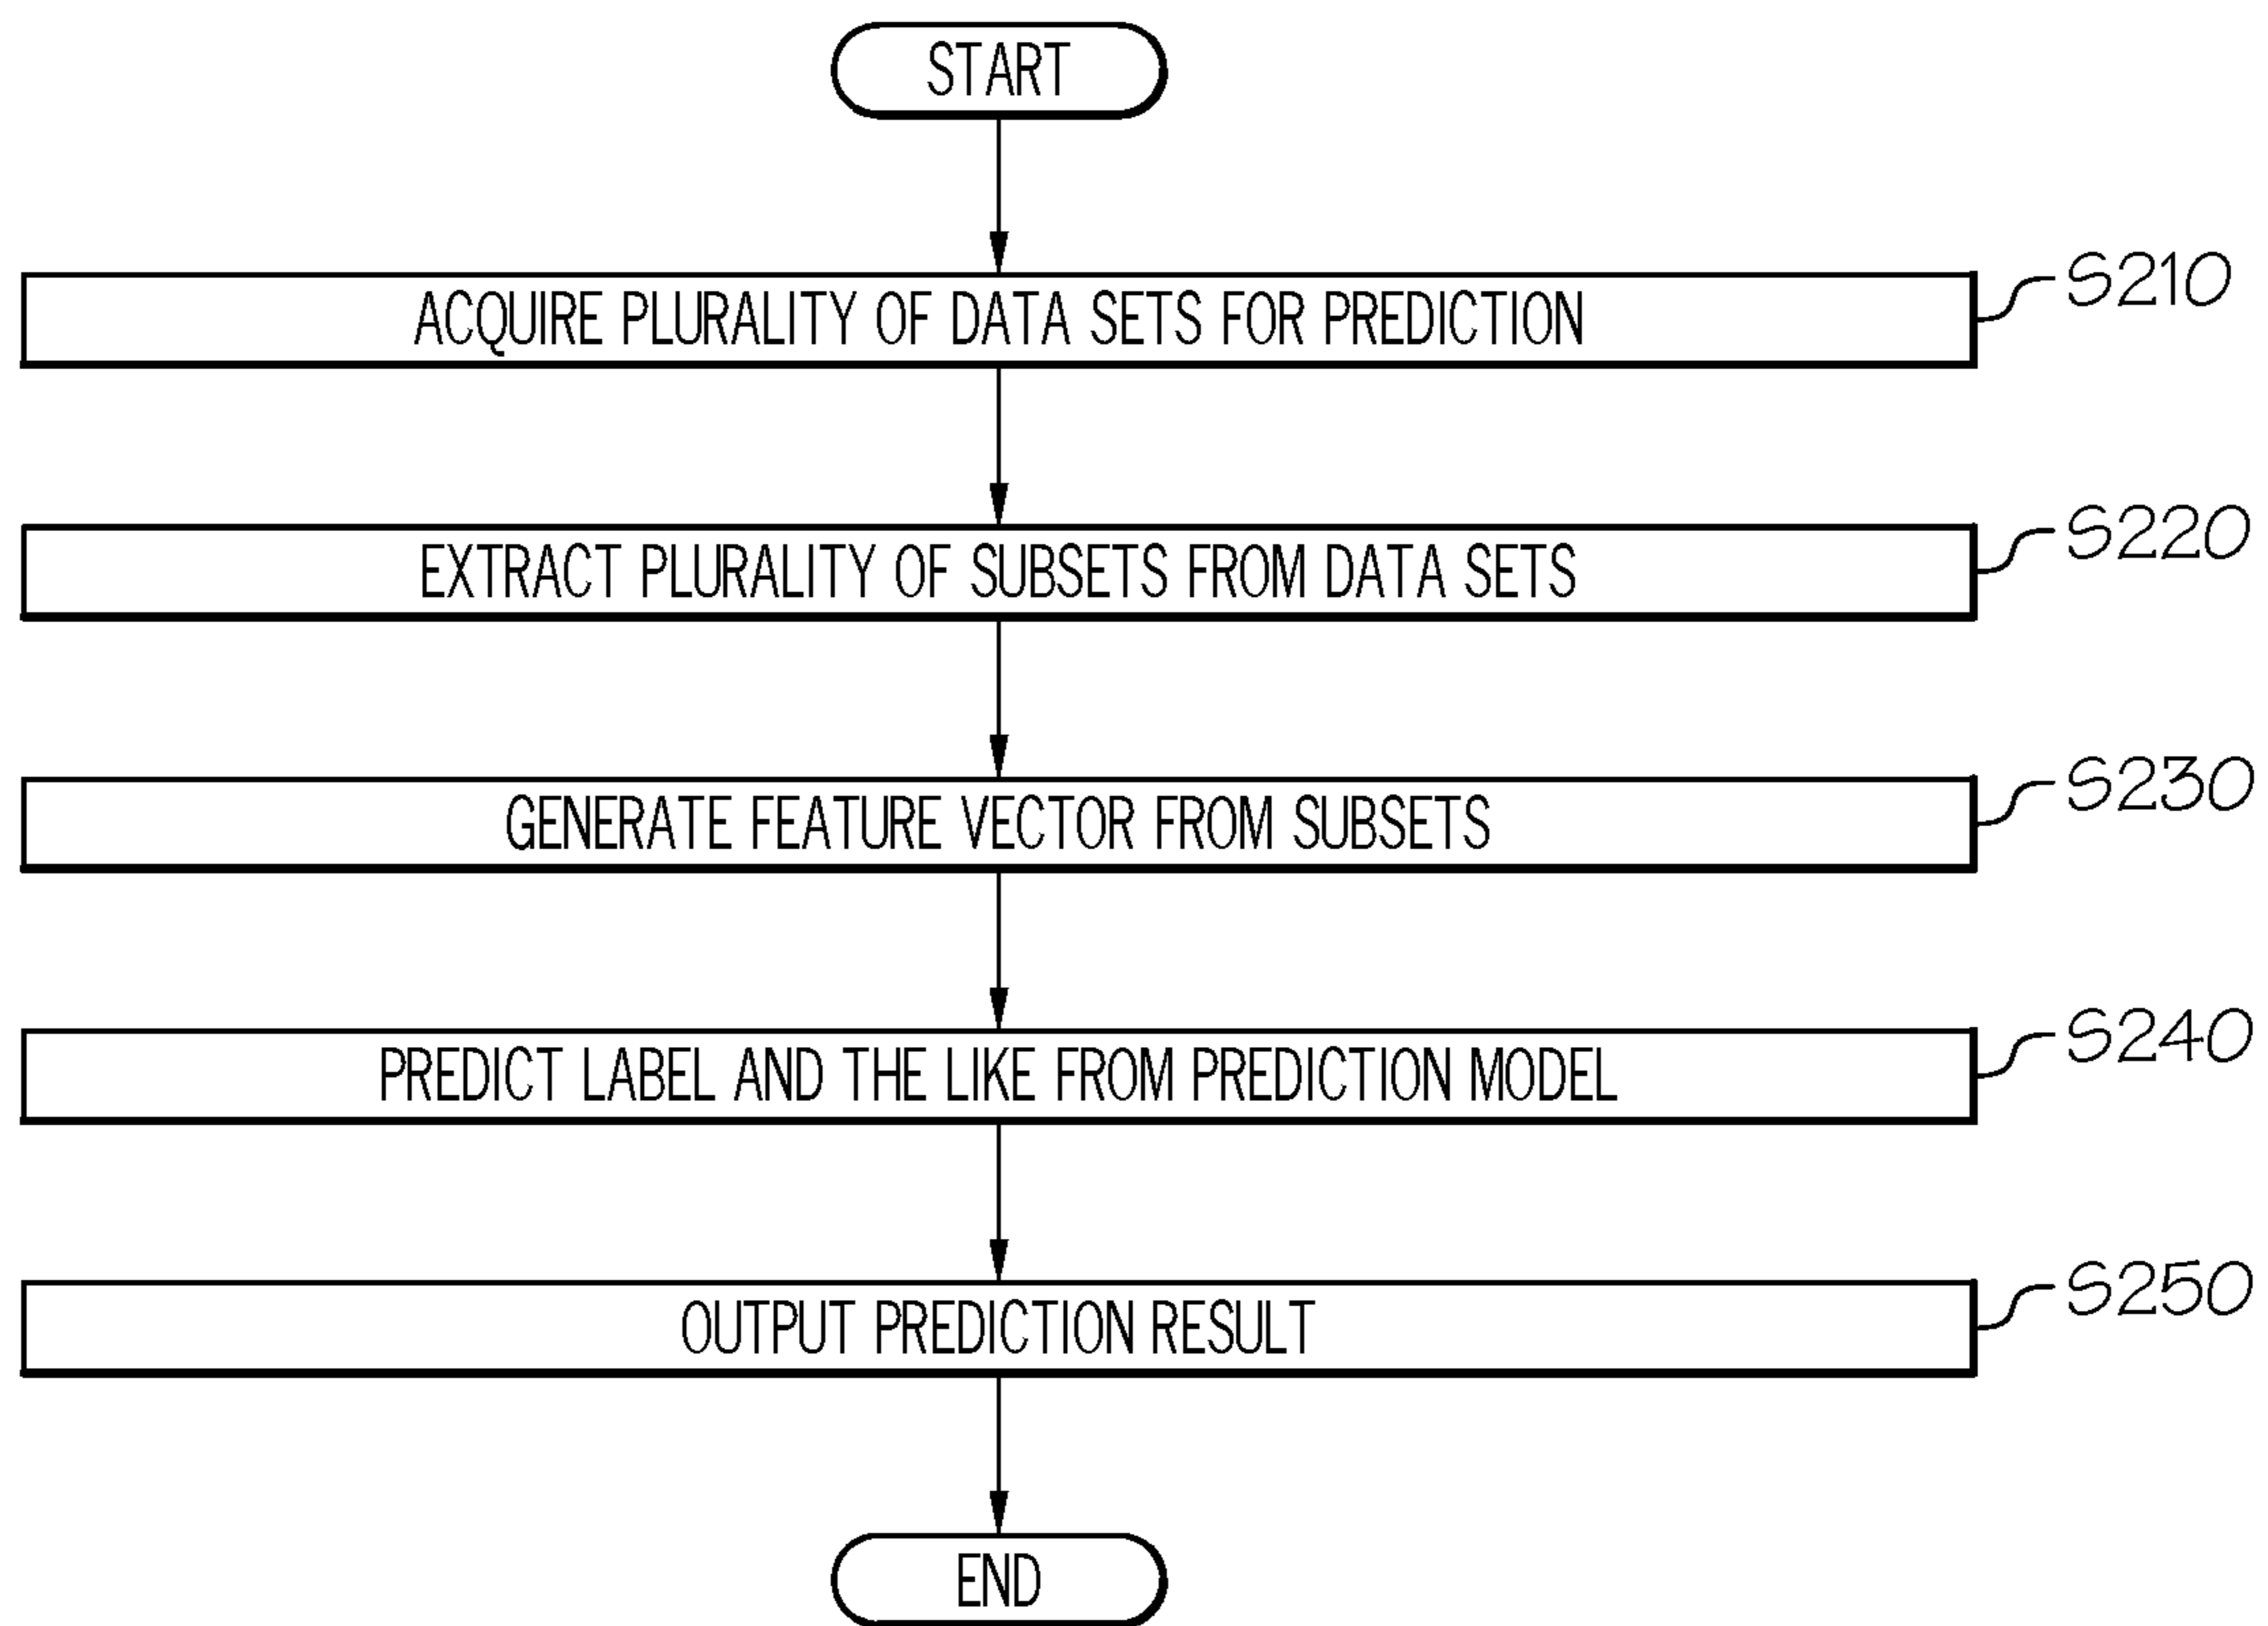 START
ACQUIRE PLURALITY OF DATA SETS FOR PREDICTION
S210
EXTRACT PLURALITY OF SUBSETS FROM DATA SETS
S220
GENERATE FEATURE VECTOR FROM SUBSETS
S230
PREDICT LABEL AND THE LIKE FROM PREDICTION MODEL
S240
OUTPUT PREDICTION RESULT
S250
END